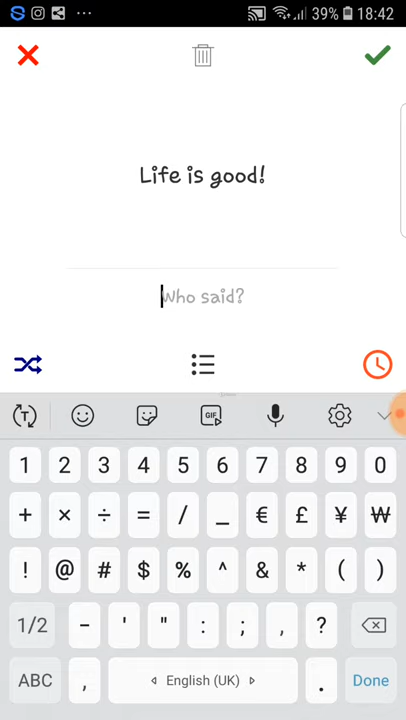 39% 18:42
Life is good!
Who said?
T
GIF
1 2 3 4 5 6 7 8 9 0
+ × ÷ = / _ € £ ¥ ₩
! @ # $ % ^ & * ( )
1/2 - ' " : ; , ?
ABC , English (UK) . Done